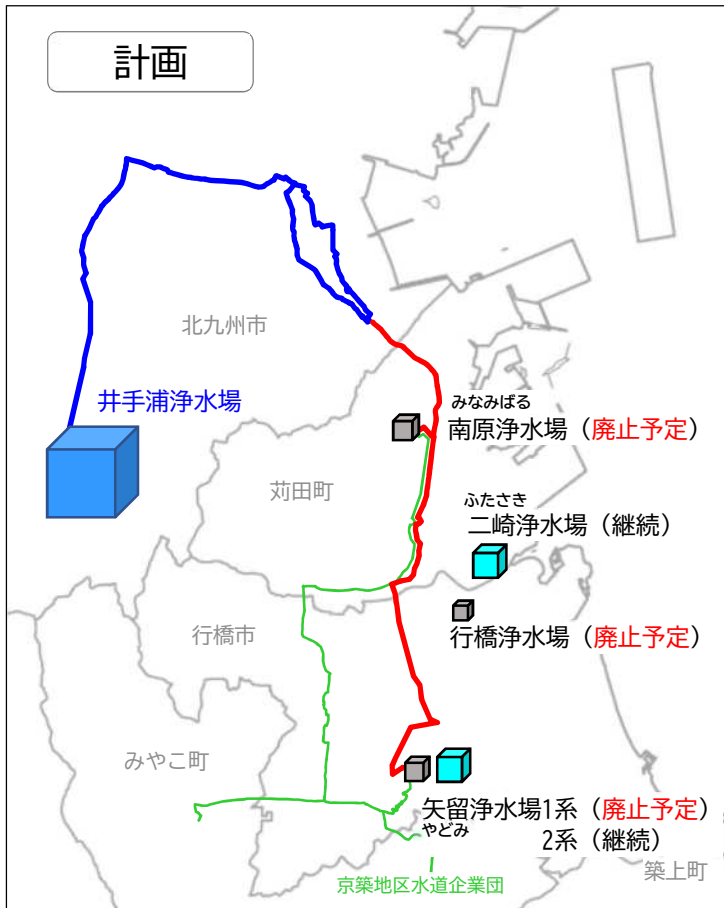 計画
北九州市
井手浦浄水場
みなみばる
南原浄水場（廃止予定）
苅田町
ふたさき
二崎浄水場（継続）
行橋市
行橋浄水場（廃止予定）
みやこ町
矢留浄水場1系（廃止予定）
やどみ
2系（継続）
築上町
京築地区水道企業団